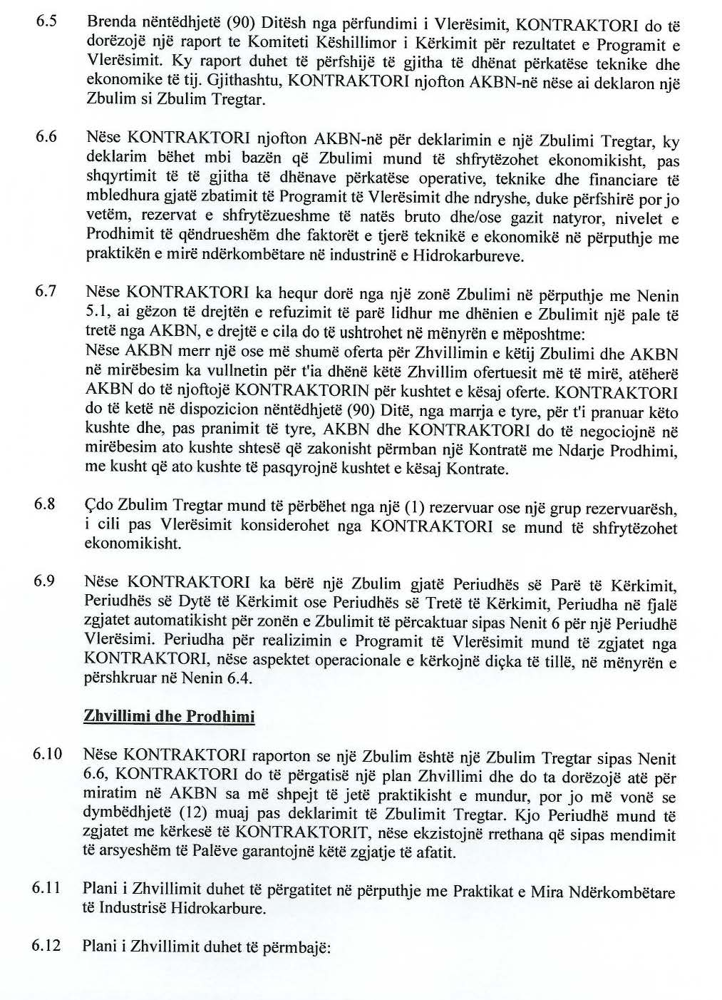 6.5 Brenda nëntëdhjetë (90) Ditësh nga përfundimi i Vlerësimit, KONTRAKTORI do të
dorëzojë një raport te Komiteti Këshillimor i Kërkimit për rezultatet e Programit e
Vlerësimit. Ky raport duhet të përfshijë të gjitha të dhënat përkatëse teknike dhe
ekonomike të tij. Gjithashtu, KONTRAKTORI njofton AKBN-në nëse ai deklaron një
Zbulim si Zbulim Tregtar.
6.6 Nëse KONTRAKTORI njofton AKBN-në për deklarimin e një Zbulimi Tregtar, ky
deklarim bëhet mbi bazën që Zbulimi mund të shfrytëzohet ekonomikisht, pas
shqyrtimit të të gjitha të dhënave përkatëse operative, teknike dhe financiare të
mbledhura gjatë zbatimit të Programit të Vlerësimit dhe ndryshe, duke përfshirë por jo
vetëm, rezervat e shfrytëzueshme të natës bruto dhe/ose gazit natyror, nivelet e
Prodhimit të qëndrueshëm dhe faktorët e tjerë teknikë e ekonomikë në përputhje me
praktikën e mirë ndërkombëtare në industrinë e Hidrokarbureve.
6.7 Nëse KONTRAKTORI ka hequr dorë nga një zonë Zbulimi në përputhje me Nenin
5.1, ai gëzon të drejtën e refuzimit të parë lidhur me dhënien e Zbulimit një pale të
tretë nga AKBN, e drejtë e cila do të ushtrohet në mënyrën e mëposhtme:
Nëse AKBN merr një ose më shumë oferta për Zhvillimin e këtij Zbulimi dhe AKBN
në mirëbesim ka vullnetin për t'ia dhënë këtë Zhvillim ofertuesit më të mirë, atëherë
AKBN do të njoftojë KONTRAKTORIN për kushtet e kësaj oferte. KONTRAKTORI
do të ketë në dispozicion nëntëdhjetë (90) Ditë, nga marrja e tyre, për t'i pranuar këto
kushte dhe, pas pranimit të tyre, AKBN dhe KONTRAKTORI do të negociojnë në
mirëbesim ato kushte shtesë që zakonisht përmban një Kontratë me Ndarje Prodhimi,
me kusht që ato kushte të pasqyrojnë kushtet e kësaj Kontrate.
6.8 Çdo Zbulim Tregtar mund të përbëhet nga një (1) rezervuar ose një grup rezervuarësh,
i cili pas Vlerësimit konsiderohet nga KONTRAKTORI se mund të shfrytëzohet
ekonomikisht.
6.9 Nëse KONTRAKTORI ka bërë një Zbulim gjatë Periudhës së Parë të Kërkimit,
Periudhës së Dytë të Kërkimit ose Periudhës së Tretë të Kërkimit, Periudha në fjalë
zgjatet automatikisht për zonën e Zbulimit të përcaktuar sipas Nenit 6 për një Periudhë
Vlerësimi. Periudha për realizimin e Programit të Vlerësimit mund të zgjatet nga
KONTRAKTORI, nëse aspektet operacionale e kërkojnë diçka të tillë, në mënyrën e
përshkruar në Nenin 6.4.
Zhvillimi dhe Prodhimi
6.10 Nëse KONTRAKTORI raporton se një Zbulim është një Zbulim Tregtar sipas Nenit
6.6, KONTRAKTORI do të përgatisë një plan Zhvillimi dhe do ta dorëzojë atë për
miratim në AKBN sa më shpejt të jetë praktikisht e mundur, por jo më vonë se
dymbëdhjetë (12) muaj pas deklarimit të Zbulimit Tregtar. Kjo Periudhë mund të
zgjatet me kërkesë të KONTRAKTORIT, nëse ekzistojnë rrethana që sipas mendimit
të arsyeshëm të Palëve garantojnë këtë zgjatje të afatit.
6.11 Plani i Zhvillimit duhet të përgatitet në përputhje me Praktikat e Mira Ndërkombëtare
të Industrisë Hidrokarbure.
6.12 Plani i Zhvillimit duhet të përmbajë: